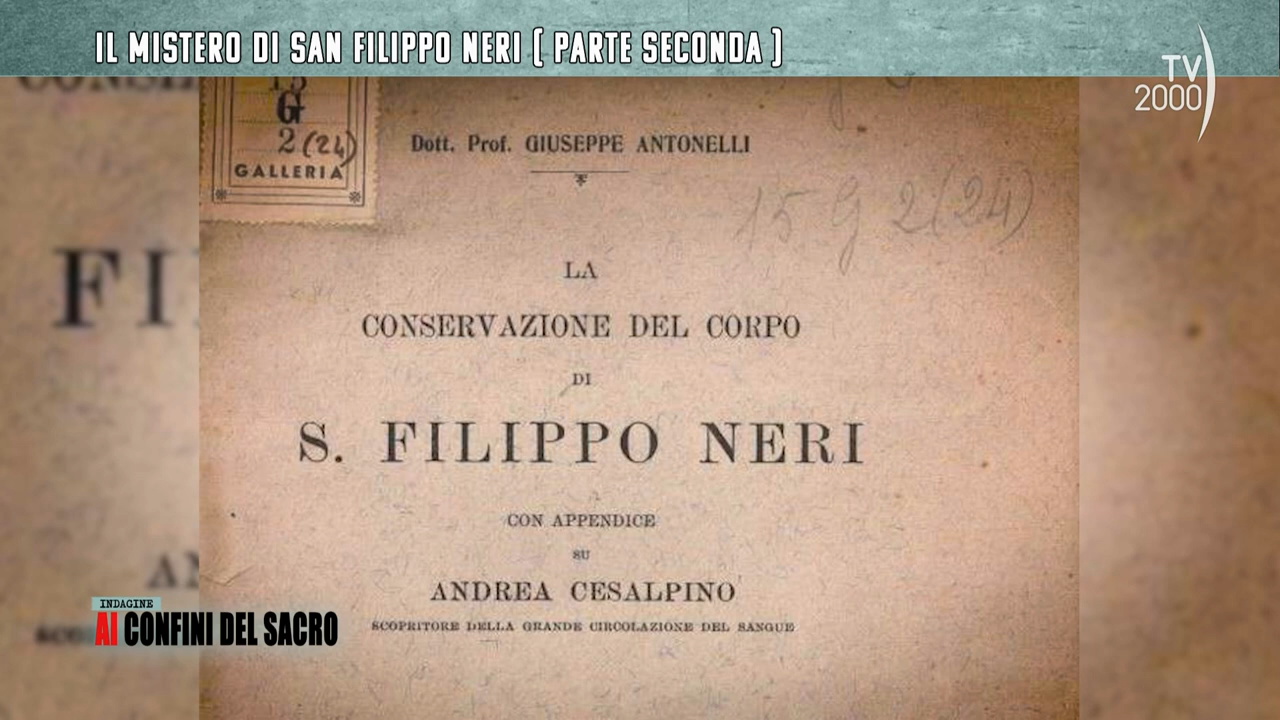 IL MISTERO DI SAN FILIPPO NERI ( PARTE SECONDA )
TV
2000
G
2 (24)
GALLERIA
Dott. Prof. GIUSEPPE ANTONELLI
15 G 2(24)
LA
CONSERVAZIONE DEL CORPO
DI
S. FILIPPO NERI
CON APPENDICE
SU
ANDREA CESALPINO
SCOPRITORE DELLA GRANDE CIRCOLAZIONE DEL SANGUE
FI
AN
INDAGINE
AI CONFINI DEL SACRO